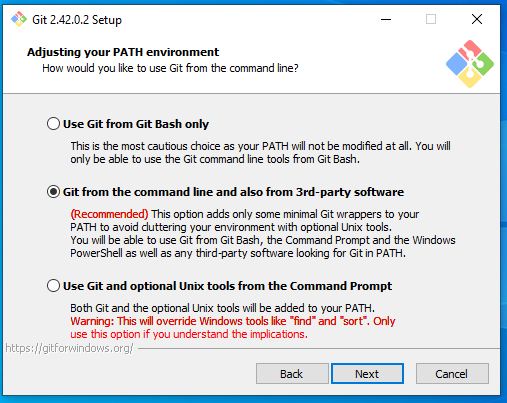 Git 2.42.0.2 Setup
Adjusting your PATH environment
How would you like to use Git from the command line?
Use Git from Git Bash only
This is the most cautious choice as your PATH will not be modified at all. You will
only be able to use the Git command line tools from Git Bash.
Git from the command line and also from 3rd-party software
(Recommended) This option adds only some minimal Git wrappers to your
PATH to avoid cluttering your environment with optional Unix tools.
You will be able to use Git from Git Bash, the Command Prompt and the Windows
PowerShell as well as any third-party software looking for Git in PATH.
Use Git and optional Unix tools from the Command Prompt
Both Git and the optional Unix tools will be added to your PATH.
Warning: This will override Windows tools like "find" and "sort". Only
use this option if you understand the implications.
https://gitforwindows.org/
Back
Next
Cancel